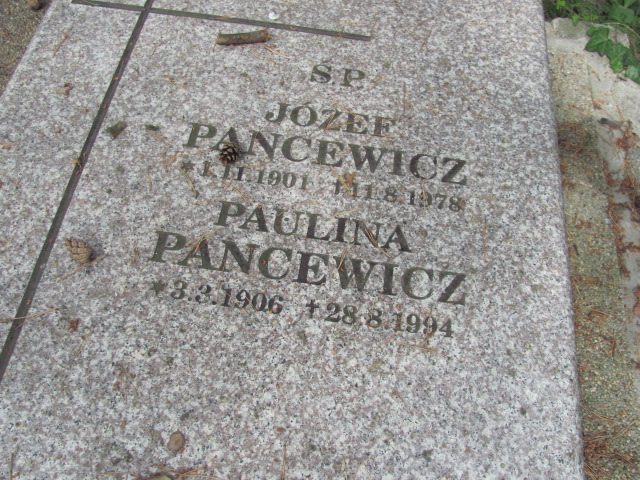 Ś.P.
JÓZEF
PANCEWICZ
*1.11.1901 †11.8.1978
PAULINA
PANCEWICZ
*3.3.1906 †28.8.1994